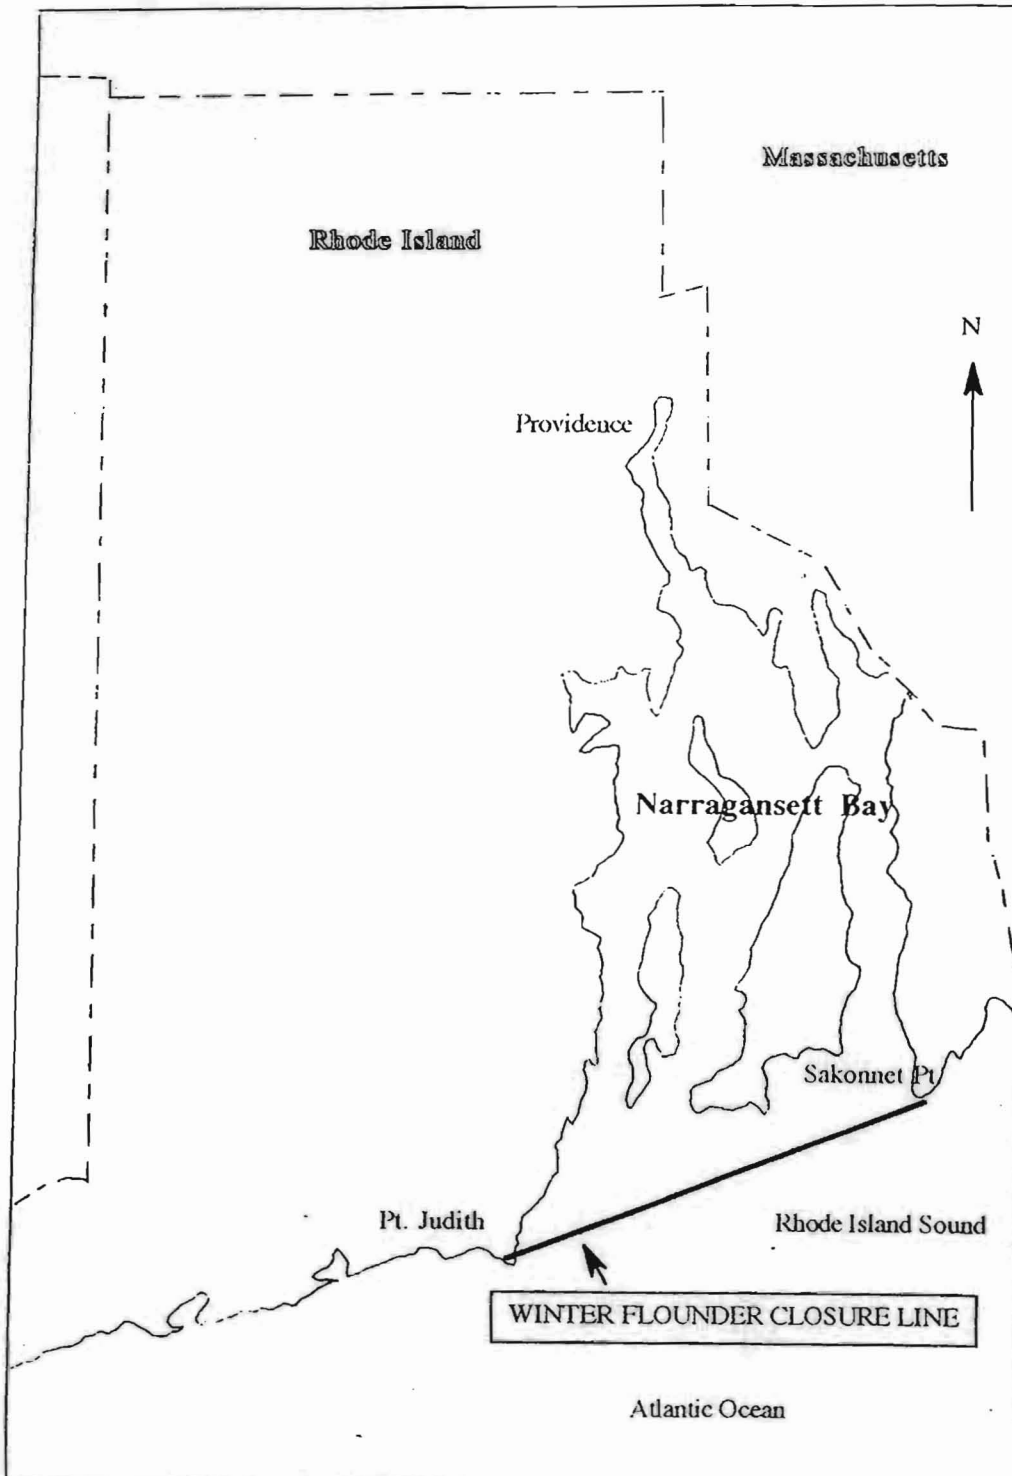 Massachusetts
Rhode Island
N
Providence
Narragansett Bay
Sakonnet Pt
Pt. Judith
Rhode Island Sound
WINTER FLOUNDER CLOSURE LINE
Atlantic Ocean